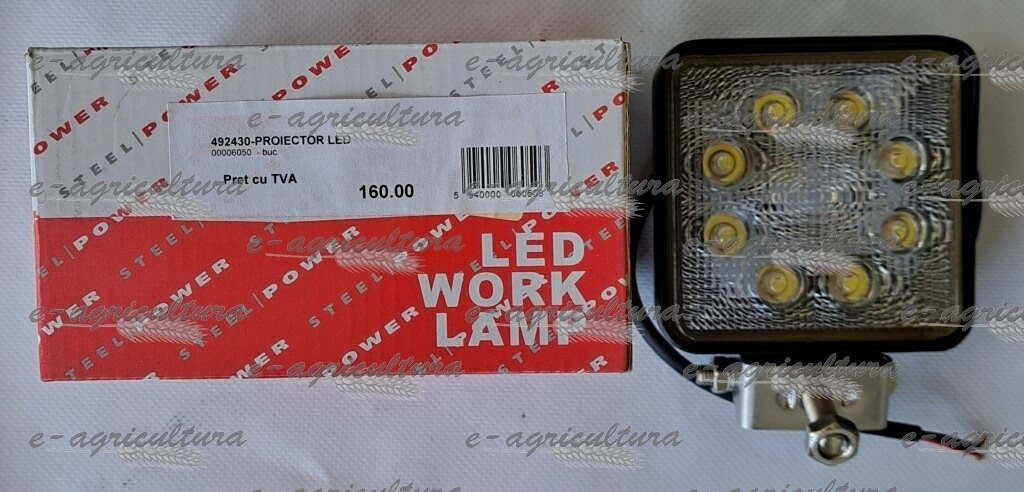 STEEL|POWER
492430-PROIECTOR LED
00006050 - buc
Pret cu TVA
160.00
LED
WORK
LAMP
e-agricultura